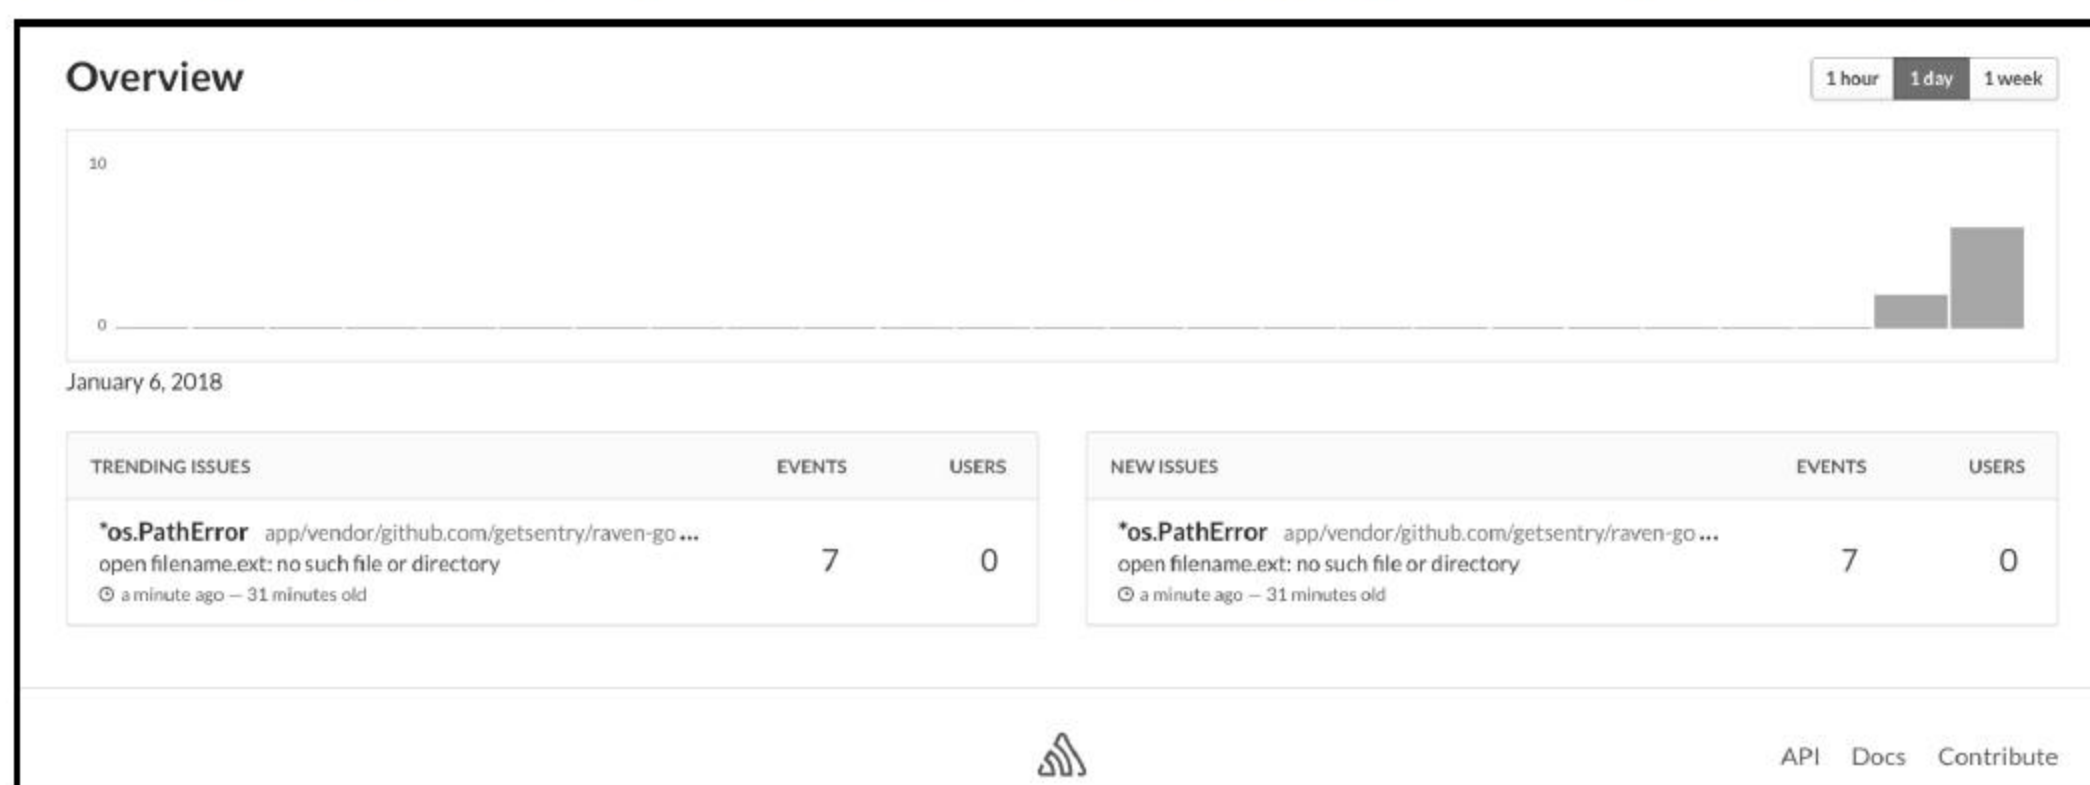 Overview
1 hour 1 day 1 week
10
0
January 6, 2018
TRENDING ISSUES EVENTS USERS
*os.PathError app/vendor/github.com/getsentry/raven-go ...
open filename.ext: no such file or directory
7 0
a minute ago — 31 minutes old
NEW ISSUES EVENTS USERS
*os.PathError app/vendor/github.com/getsentry/raven-go ...
open filename.ext: no such file or directory
7 0
a minute ago — 31 minutes old
API Docs Contribute